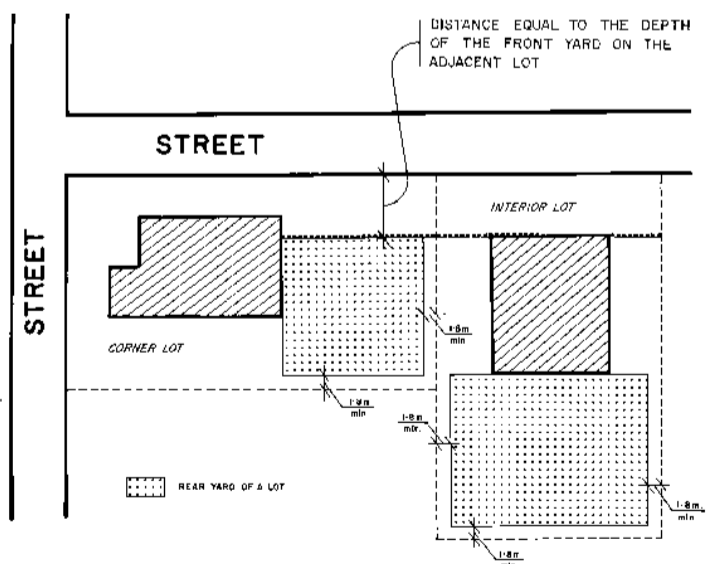 DISTANCE EQUAL TO THE DEPTH
OF THE FRONT YARD ON THE
ADJACENT LOT
STREET
STREET
INTERIOR LOT
CORNER LOT
1·8m
min
1·8m
min
1·8m
min.
1·8m.
min
1·8m
min
REAR YARD OF A LOT